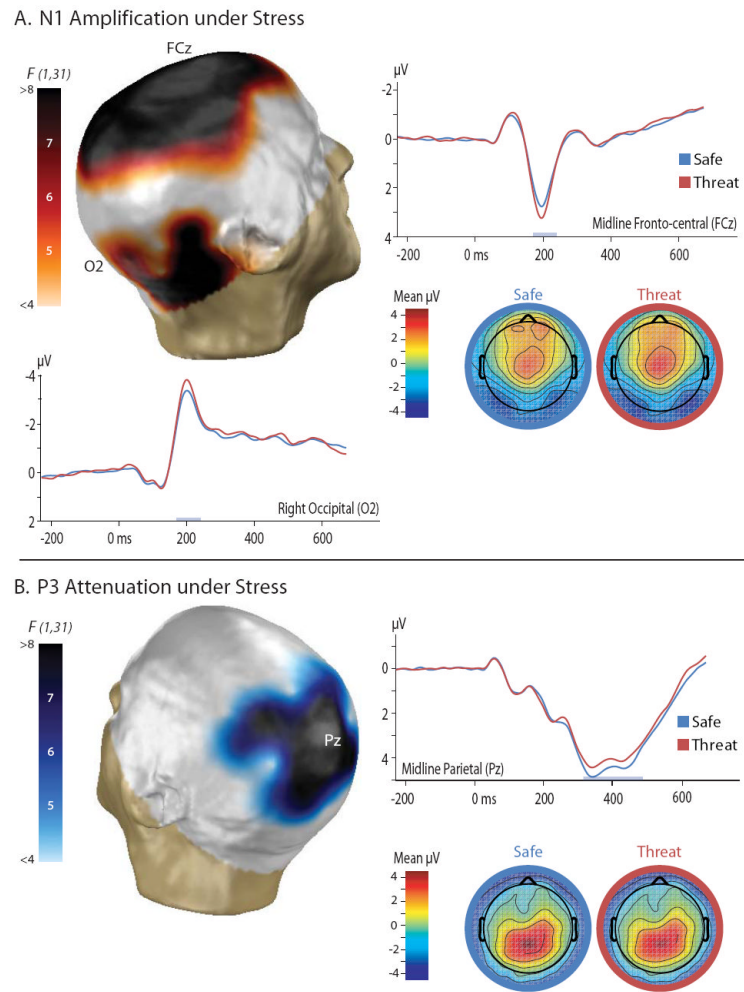 A. N1 Amplification under Stress
FCz
F (1,31)
>8
7
6
5
<4
O2
µV
-2
0
2
4
-200
0 ms
200
400
600
Safe
Threat
Midline Fronto-central (FCz)
Mean µV
4
2
0
-2
-4
Safe
Threat
µV
-4
-2
0
2
-200
0 ms
200
400
600
Right Occipital (O2)
B. P3 Attenuation under Stress
F (1,31)
>8
7
6
5
<4
Pz
µV
0
2
4
-200
0 ms
200
400
600
Safe
Threat
Midline Parietal (Pz)
Mean µV
4
2
0
-2
-4
Safe
Threat